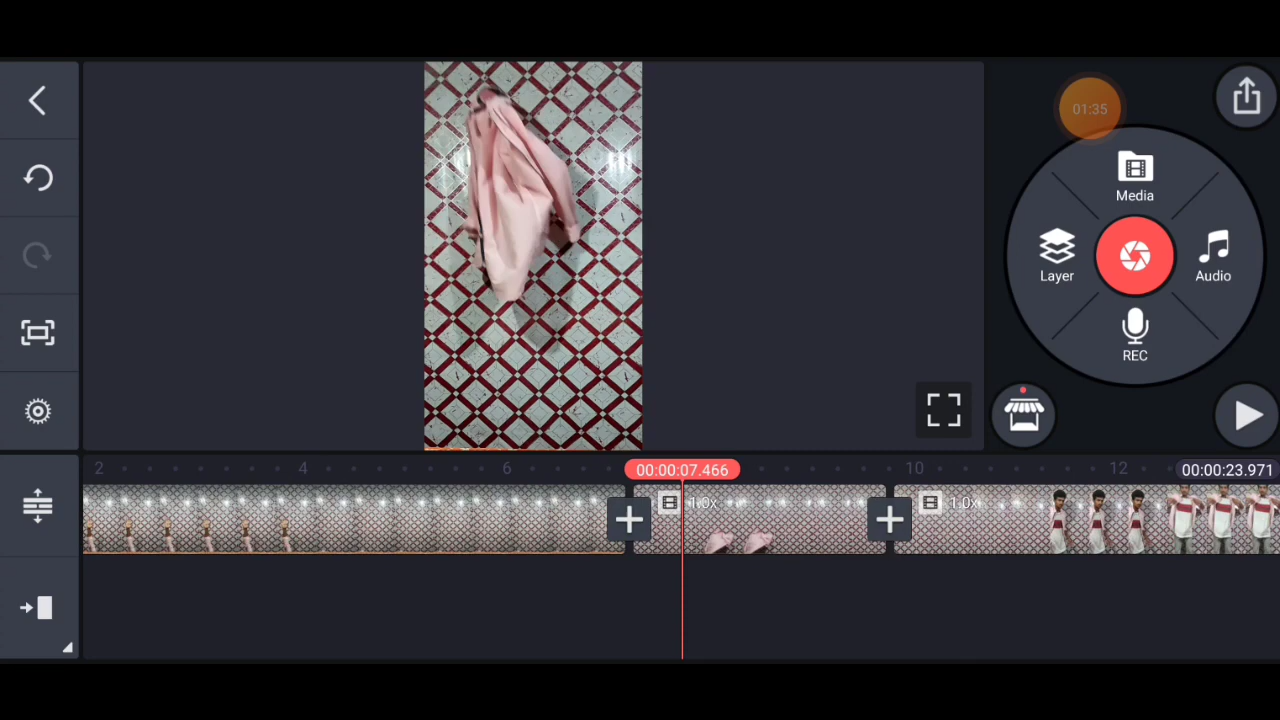 01:35
Media
Layer
Audio
REC
2
4
6
00:00:07.466
10
12
00:00:23.971
1.0x
1.0x